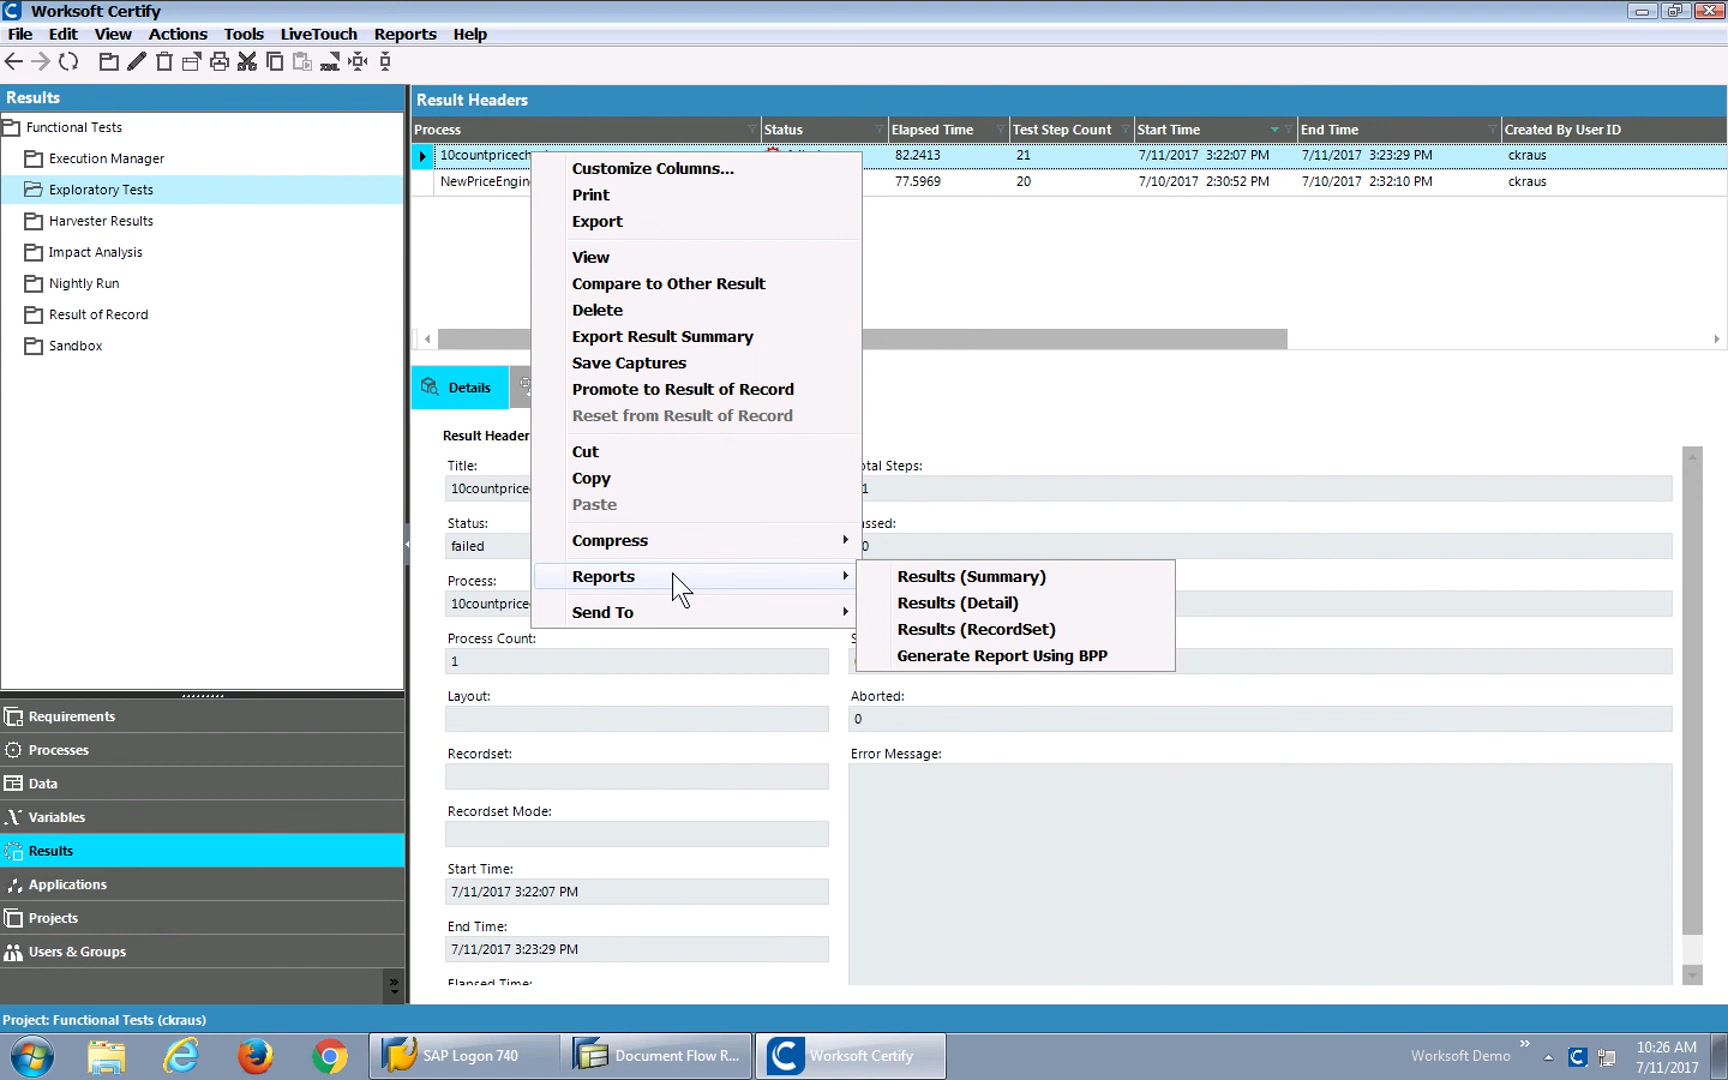 Worksoft Certify
File Edit View Actions Tools LiveTouch Reports Help
Results
Functional Tests
Execution Manager
Exploratory Tests
Harvester Results
Impact Analysis
Nightly Run
Result of Record
Sandbox
Requirements
Processes
Data
Variables
Results
Applications
Projects
Users & Groups
Result Headers
Process Status Elapsed Time Test Step Count Start Time End Time Created By User ID
82.2413 21 7/11/2017 3:22:07 PM 7/11/2017 3:23:29 PM ckraus
77.5969 20 7/10/2017 2:30:52 PM 7/10/2017 2:32:10 PM ckraus
Customize Columns...
Print
Export
View
Compare to Other Result
Delete
Export Result Summary
Save Captures
Promote to Result of Record
Reset from Result of Record
Cut
Copy
Paste
Compress
Reports
Send To
Results (Summary)
Results (Detail)
Results (RecordSet)
Generate Report Using BPP
Details
Result Header
Title:
10countprice
Status:
failed
Process:
10countprice
Process Count:
1
Layout:
Recordset:
Recordset Mode:
Start Time:
7/11/2017 3:22:07 PM
End Time:
7/11/2017 3:23:29 PM
Elapsed Time:
Steps:
Aborted:
0
Error Message:
Project: Functional Tests (ckraus)
SAP Logon 740
Document Flow R...
Worksoft Certify
Worksoft Demo
10:26 AM
7/11/2017